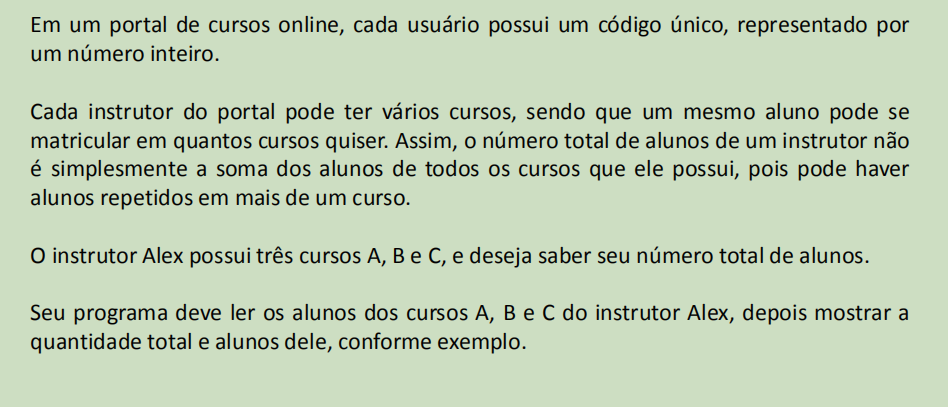 Em um portal de cursos online, cada usuário possui um código único, representado por
um número inteiro.
Cada instrutor do portal pode ter vários cursos, sendo que um mesmo aluno pode se
matricular em quantos cursos quiser. Assim, o número total de alunos de um instrutor não
é simplesmente a soma dos alunos de todos os cursos que ele possui, pois pode haver
alunos repetidos em mais de um curso.
O instrutor Alex possui três cursos A, B e C, e deseja saber seu número total de alunos.
Seu programa deve ler os alunos dos cursos A, B e C do instrutor Alex, depois mostrar a
quantidade total e alunos dele, conforme exemplo.